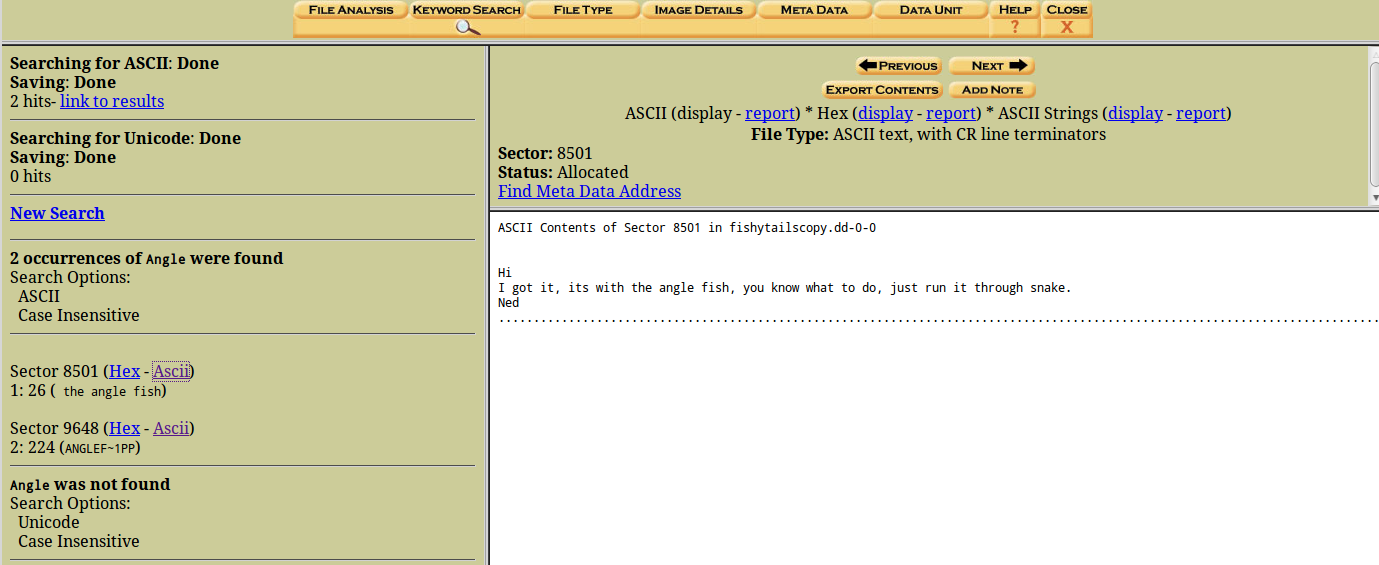 FILE ANALYSIS KEYWORD SEARCH FILE TYPE IMAGE DETAILS META DATA DATA UNIT HELP CLOSE
? X
Searching for ASCII: Done
Saving: Done
2 hits- link to results
Searching for Unicode: Done
Saving: Done
0 hits
New Search
2 occurrences of Angle were found
Search Options:
ASCII
Case Insensitive
Sector 8501 (Hex - Ascii)
1: 26 ( the angle fish)
Sector 9648 (Hex - Ascii)
2: 224 (ANGLEF~1PP)
Angle was not found
Search Options:
Unicode
Case Insensitive
PREVIOUS NEXT
EXPORT CONTENTS ADD NOTE
ASCII (display - report) * Hex (display - report) * ASCII Strings (display - report)
File Type: ASCII text, with CR line terminators
Sector: 8501
Status: Allocated
Find Meta Data Address
ASCII Contents of Sector 8501 in fishytailscopy.dd-0-0
Hi
I got it, its with the angle fish, you know what to do, just run it through snake.
Ned
................................................................................................................................